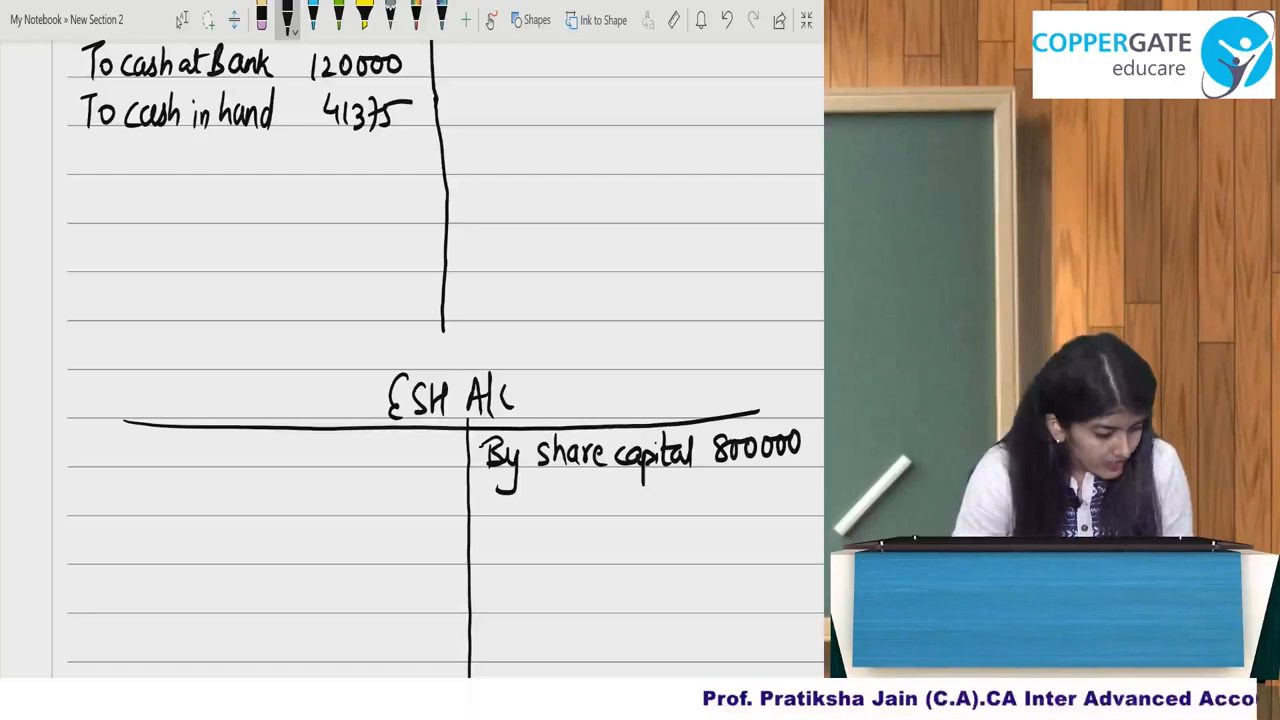 My Notebook » New Section 2
Shapes
Ink to Shape
COPPERGATE
educare
To cash at Bank 120000
To cash in hand 41375
ESH A/C
By share capital 800000
Prof. Pratiksha Jain (C.A).CA Inter Advanced Acco